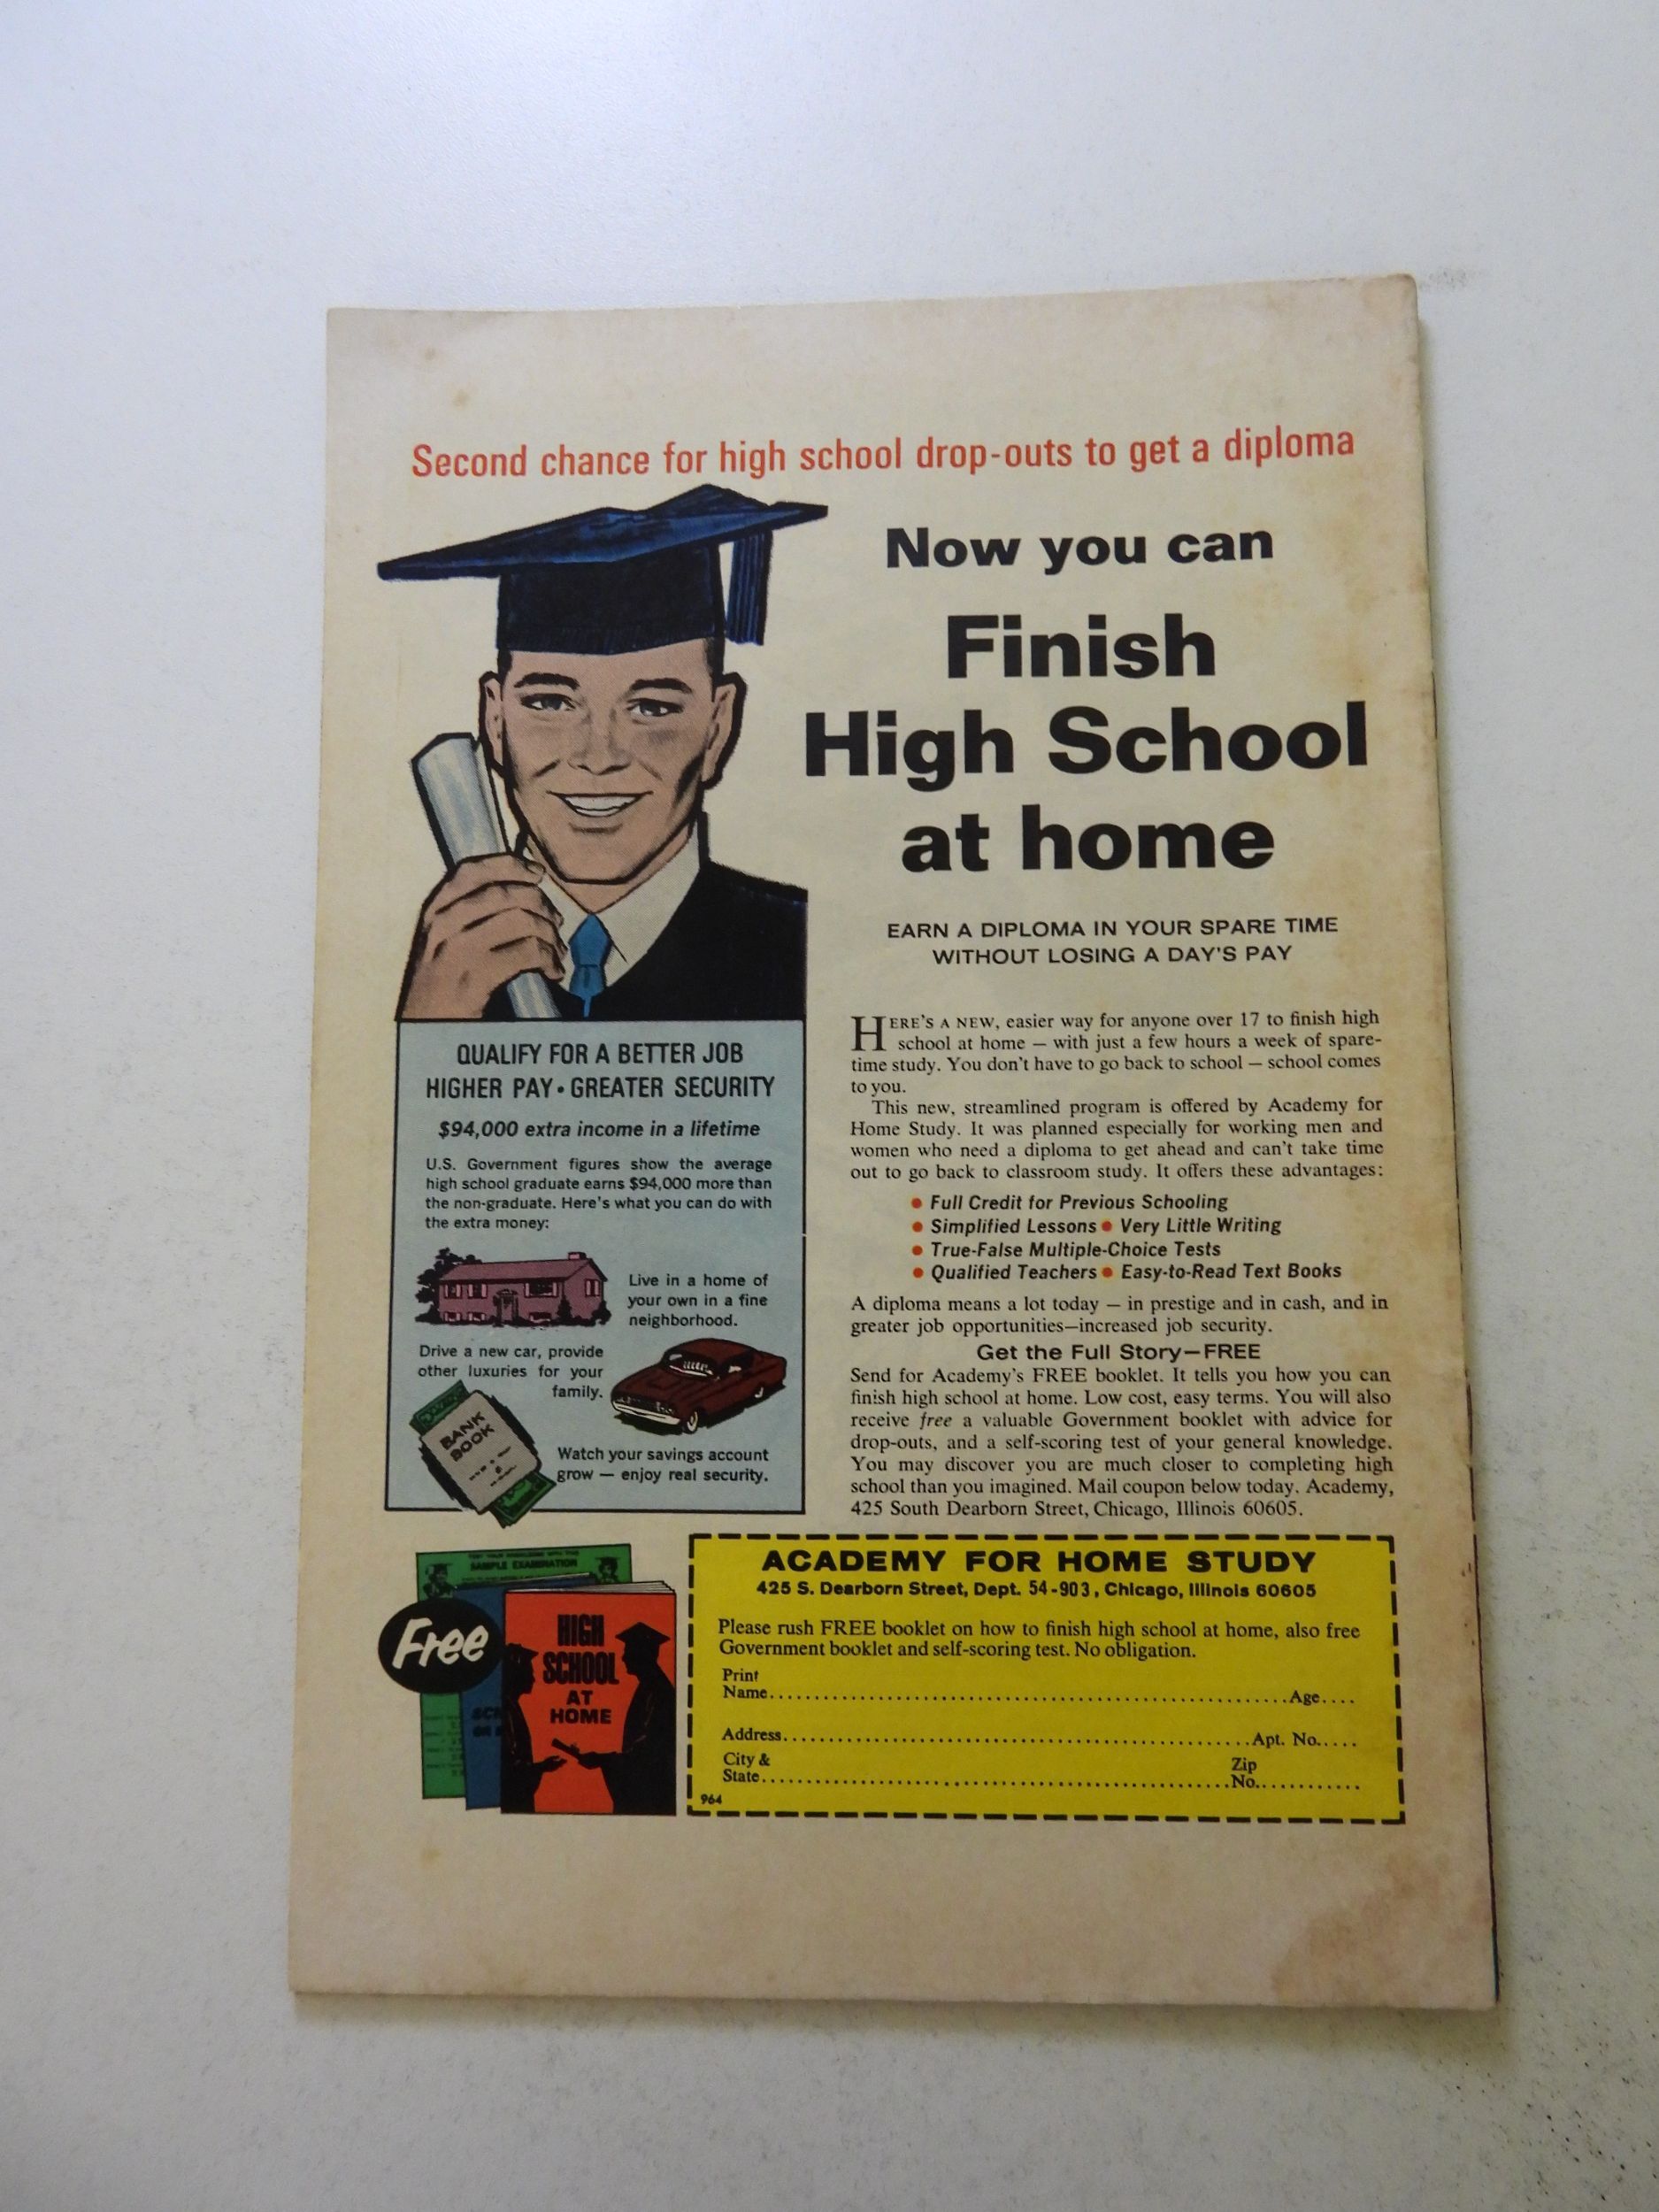 Second chance for high school drop-outs to get a diploma
Now you can
Finish
High School
at home
EARN A DIPLOMA IN YOUR SPARE TIME
WITHOUT LOSING A DAY'S PAY
HERE'S A NEW, easier way for anyone over 17 to finish high
school at home — with just a few hours a week of spare-
time study. You don't have to go back to school — school comes
to you.
This new, streamlined program is offered by Academy for
Home Study. It was planned especially for working men and
women who need a diploma to get ahead and can't take time
out to go back to classroom study. It offers these advantages:
• Full Credit for Previous Schooling
• Simplified Lessons • Very Little Writing
• True-False Multiple-Choice Tests
• Qualified Teachers • Easy-to-Read Text Books
A diploma means a lot today — in prestige and in cash, and in
greater job opportunities—increased job security.
Get the Full Story—FREE
Send for Academy's FREE booklet. It tells you how you can
finish high school at home. Low cost, easy terms. You will also
receive free a valuable Government booklet with advice for
drop-outs, and a self-scoring test of your general knowledge.
You may discover you are much closer to completing high
school than you imagined. Mail coupon below today. Academy,
425 South Dearborn Street, Chicago, Illinois 60605.
QUALIFY FOR A BETTER JOB
HIGHER PAY • GREATER SECURITY
$94,000 extra income in a lifetime
U.S. Government figures show the average
high school graduate earns $94,000 more than
the non-graduate. Here's what you can do with
the extra money:
Live in a home of
your own in a fine
neighborhood.
Drive a new car, provide
other luxuries for your
family.
BANK
BOOK
Watch your savings account
grow — enjoy real security.
SAMPLE EXAMINATION
Free
HIGH
SCHOOL
AT
HOME
ACADEMY FOR HOME STUDY
425 S. Dearborn Street, Dept. 54-903, Chicago, Illinois 60605
Please rush FREE booklet on how to finish high school at home, also free
Government booklet and self-scoring test. No obligation.
Print
Name..........Age....
Address..........Apt. No.....
City & Zip
State..........No...........
964